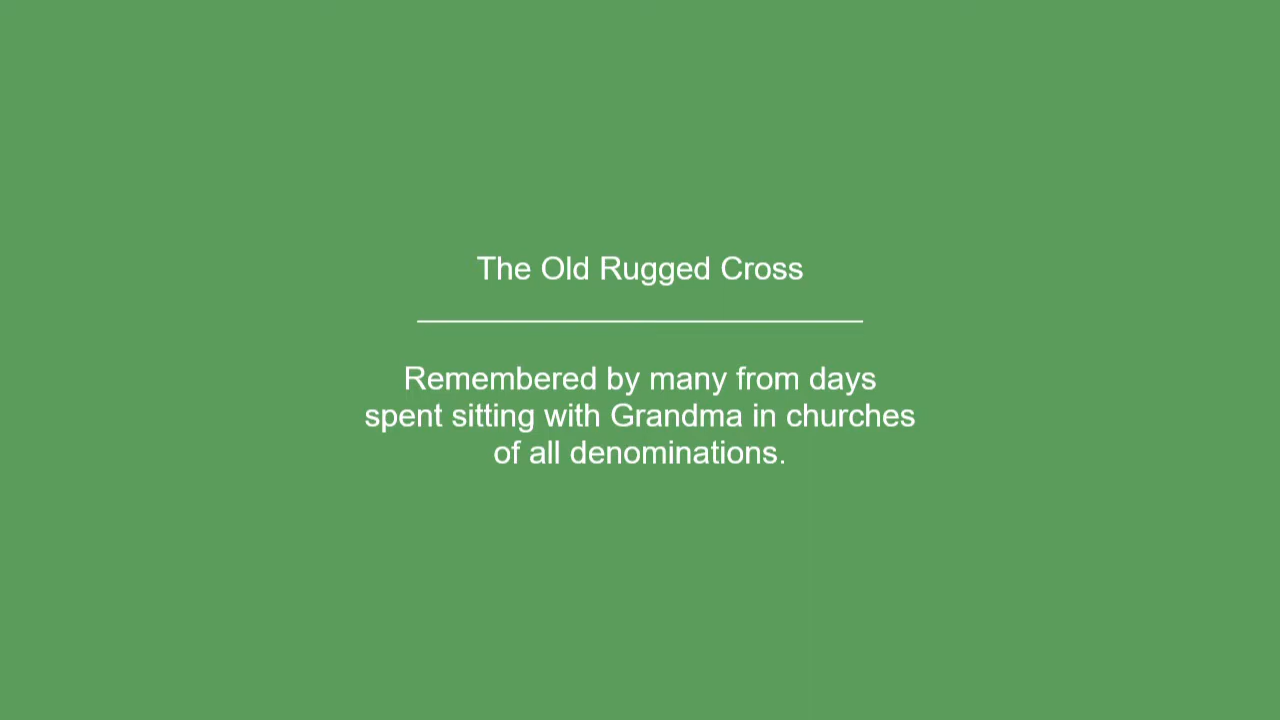 The Old Rugged Cross
Remembered by many from days
spent sitting with Grandma in churches
of all denominations.